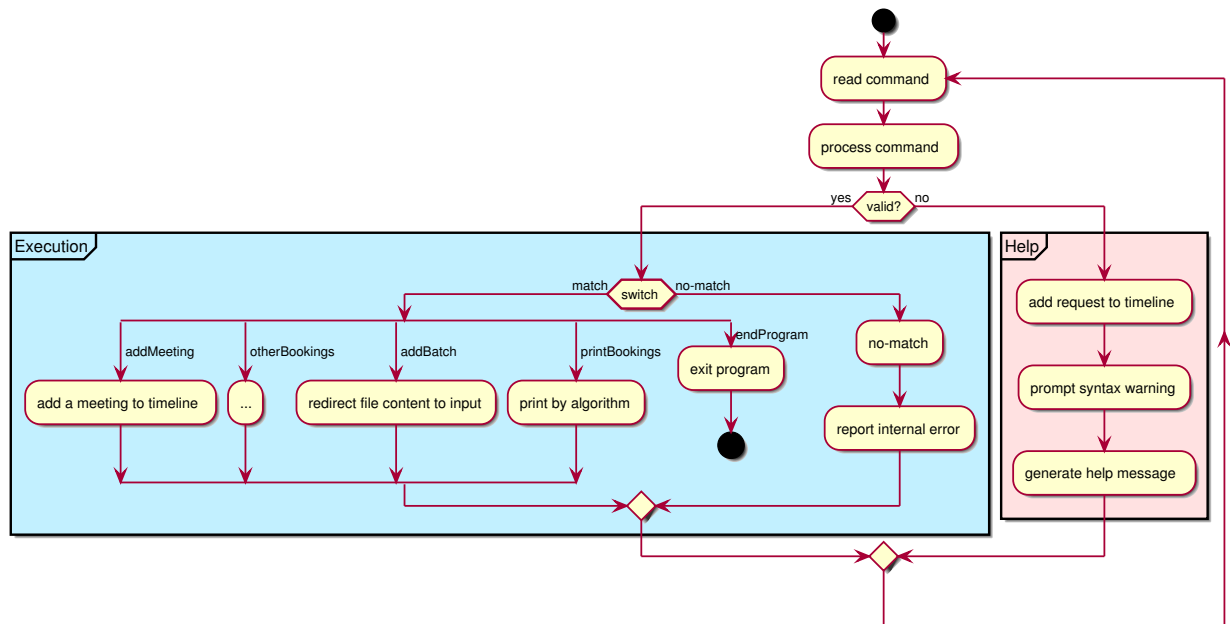 read command
process command
yes
valid?
no
Execution
Help
match
switch
no-match
add request to timeline
endProgram
no-match
addMeeting
otherBookings
addBatch
printBookings
exit program
prompt syntax warning
add a meeting to timeline
...
redirect file content to input
print by algorithm
report internal error
generate help message